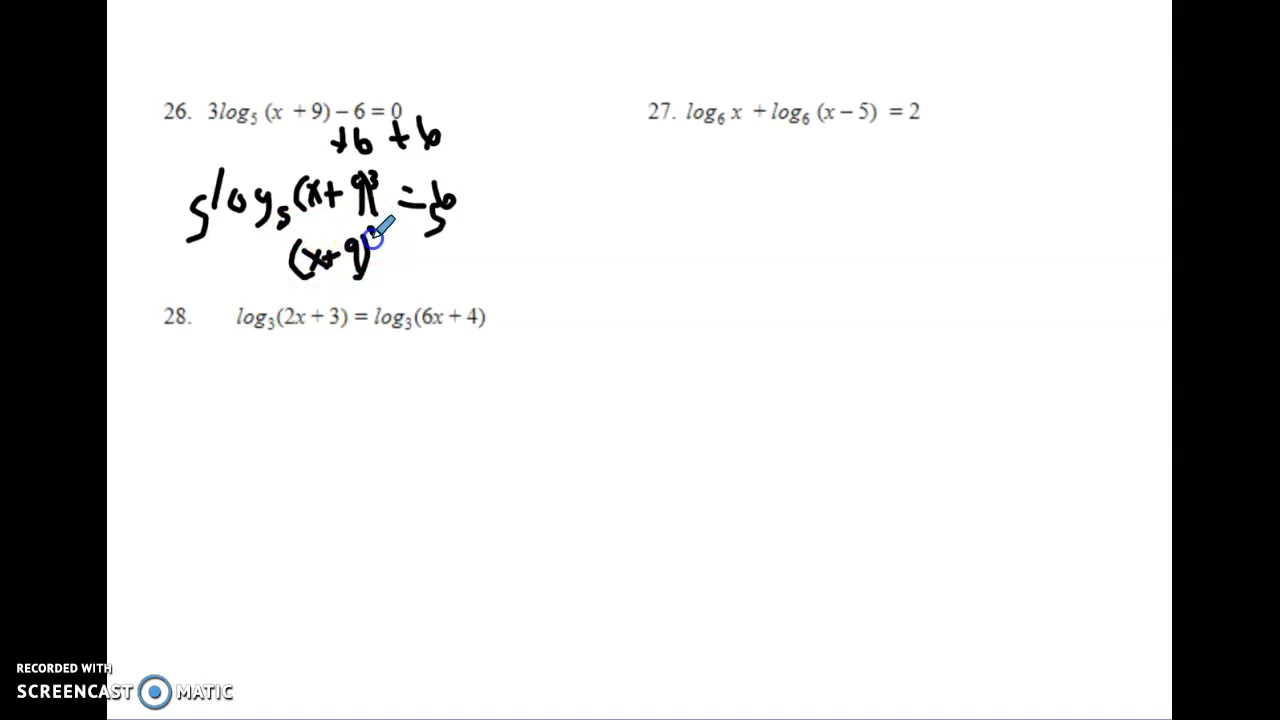 26. 3log₅ (x + 9) – 6 = 0
27. log₆ x + log₆ (x – 5) = 2
+6 +6
5^log₅(x+9)³ = 5^6
(x+9)³
28. log₃(2x + 3) = log₃(6x + 4)
RECORDED WITH
SCREENCAST MATIC